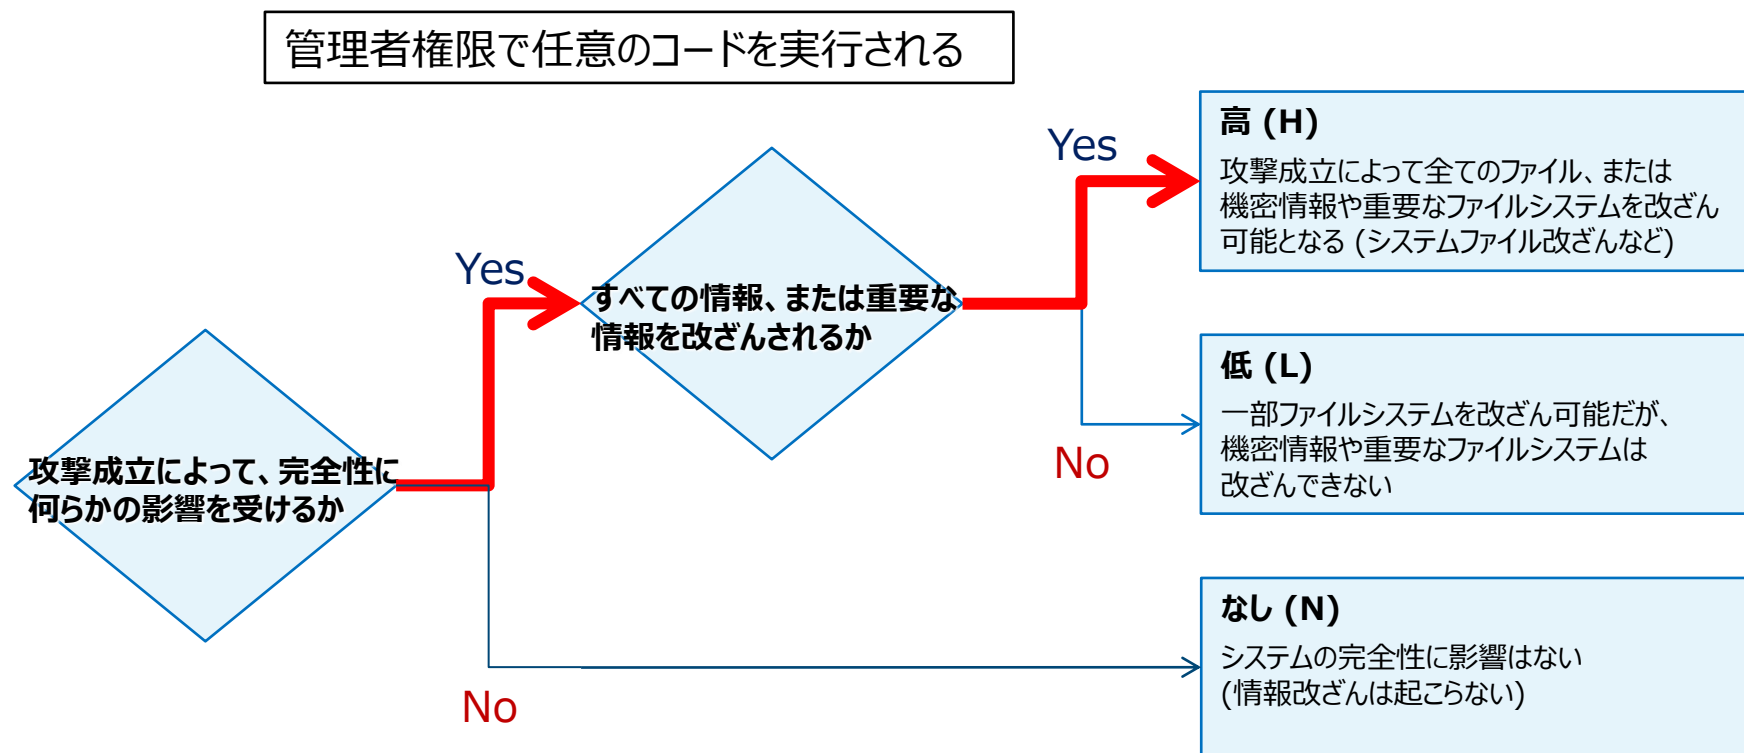 管理者権限で任意のコードを実行される
高 (H)
攻撃成立によって全てのファイル、または
機密情報や重要なファイルシステムを改ざん
可能となる (システムファイル改ざんなど)
Yes
Yes
すべての情報、または重要な
情報を改ざんされるか
低 (L)
一部ファイルシステムを改ざん可能だが、
機密情報や重要なファイルシステムは
改ざんできない
No
攻撃成立によって、完全性に
何らかの影響を受けるか
なし (N)
システムの完全性に影響はない
(情報改ざんは起こらない)
No